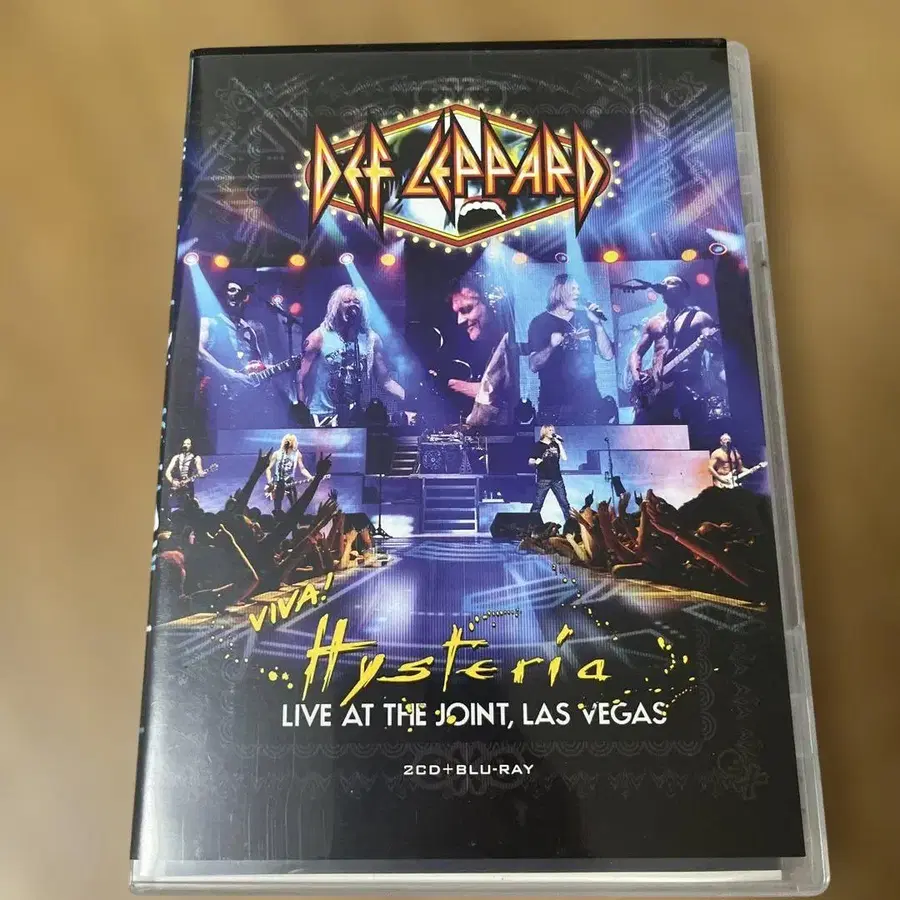 DEF LEPPARD
VIVA!
Hysteria
LIVE AT THE JOINT, LAS VEGAS
2CD+BLU-RAY